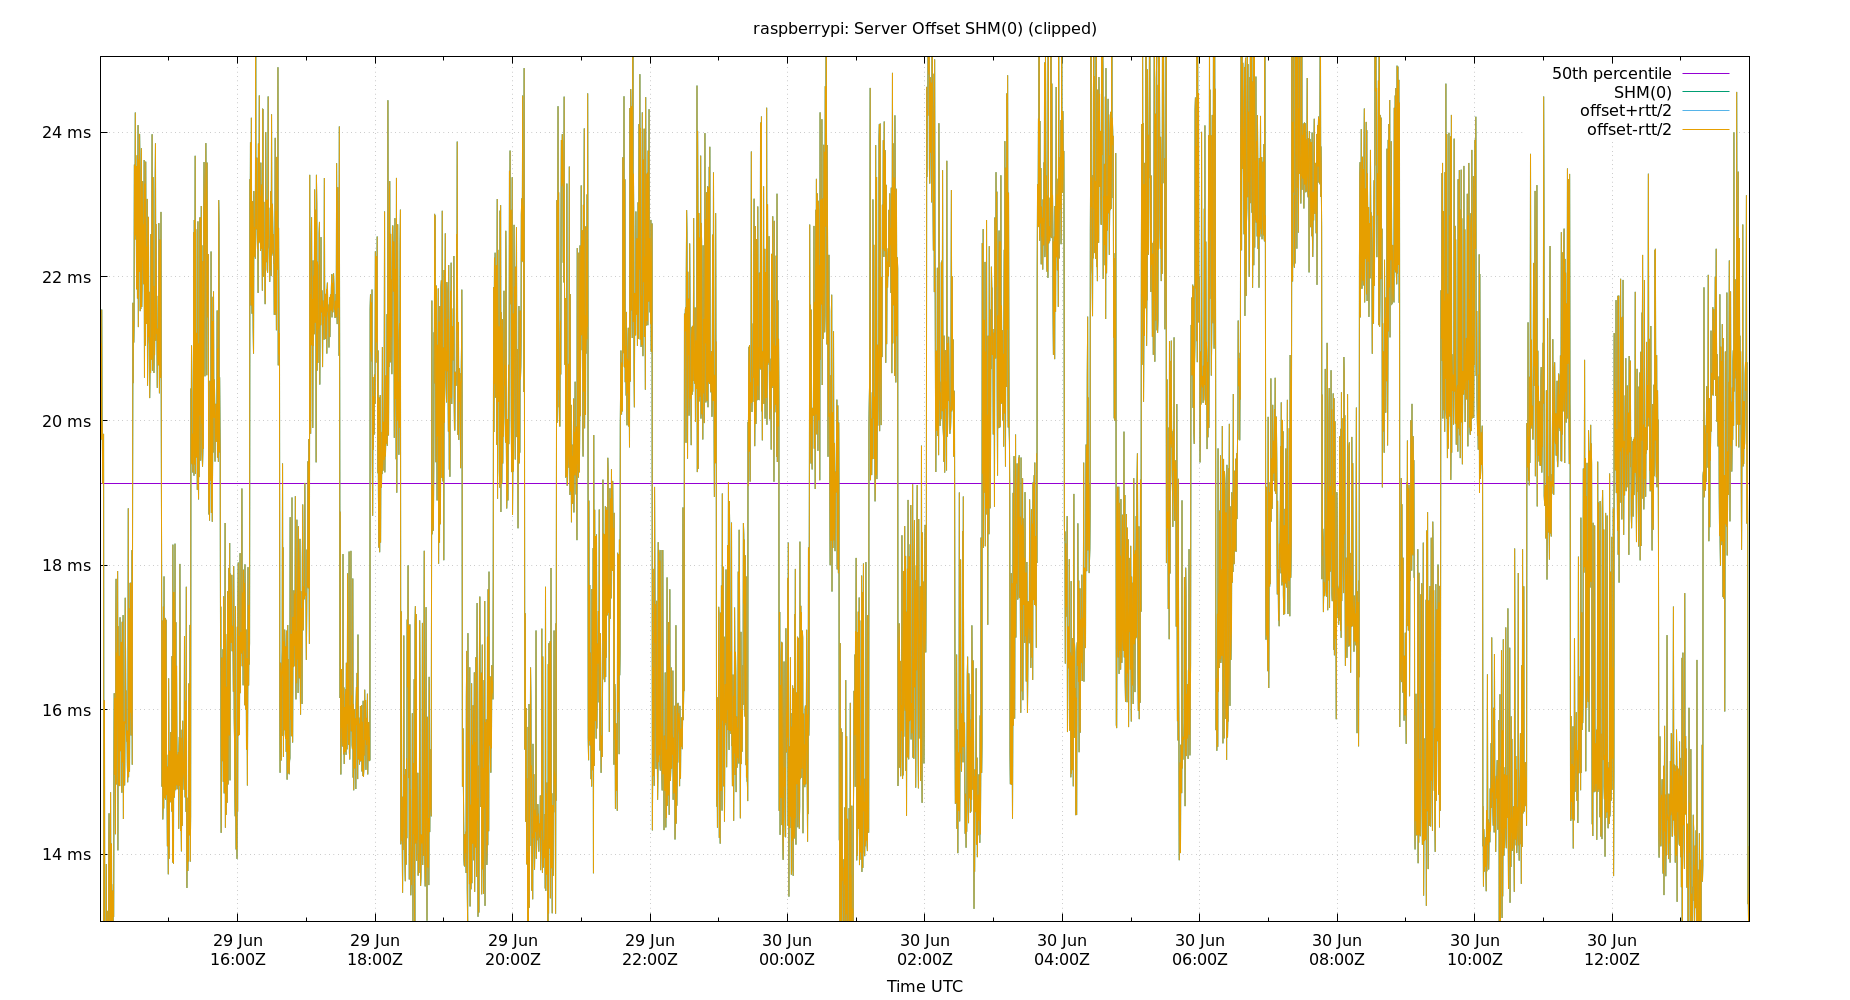 raspberrypi: Server Offset SHM(0) (clipped)
50th percentile
SHM(0)
offset+rtt/2
offset-rtt/2
24 ms
22 ms
20 ms
18 ms
16 ms
14 ms
29 Jun 29 Jun 29 Jun 29 Jun 30 Jun 30 Jun 30 Jun 30 Jun 30 Jun 30 Jun 30 Jun
16:00Z 18:00Z 20:00Z 22:00Z 00:00Z 02:00Z 04:00Z 06:00Z 08:00Z 10:00Z 12:00Z
Time UTC